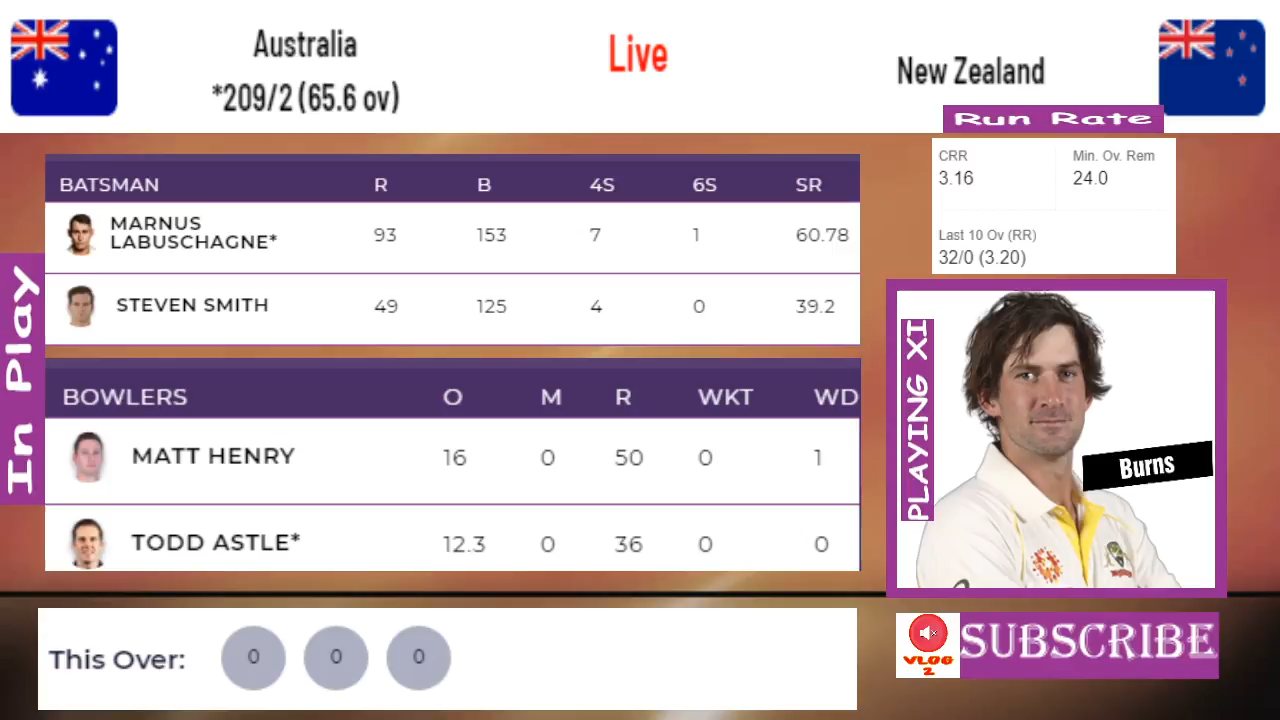 Australia
*209/2 (65.6 ov)
Live
New Zealand
Run Rate
CRR
3.16
Min. Ov. Rem
24.0
Last 10 Ov (RR)
32/0 (3.20)
In Play
BATSMAN R B 4S 6S SR
MARNUS
LABUSCHAGNE* 93 153 7 1 60.78
STEVEN SMITH 49 125 4 0 39.2
BOWLERS O M R WKT WD
MATT HENRY 16 0 50 0 1
TODD ASTLE* 12.3 0 36 0 0
PLAYING XI
Burns
This Over: 0 0 0
VLOG
2
SUBSCRIBE